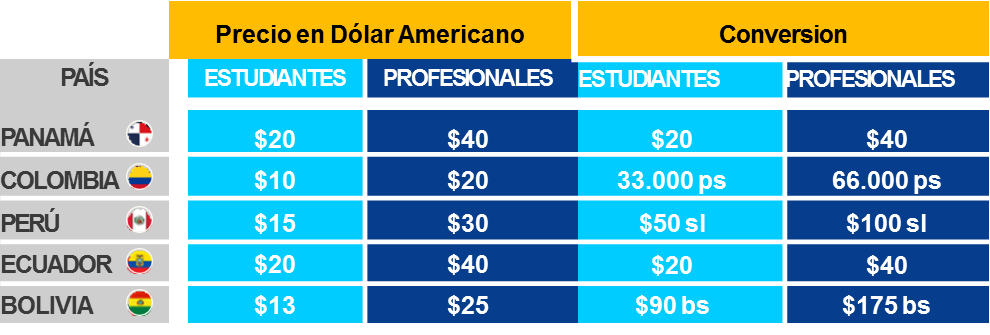 Precio en Dólar Americano Conversion
PAÍS ESTUDIANTES PROFESIONALES ESTUDIANTES PROFESIONALES
PANAMÁ $20 $40 $20 $40
COLOMBIA $10 $20 33.000 ps 66.000 ps
PERÚ $15 $30 $50 sl $100 sl
ECUADOR $20 $40 $20 $40
BOLIVIA $13 $25 $90 bs $175 bs